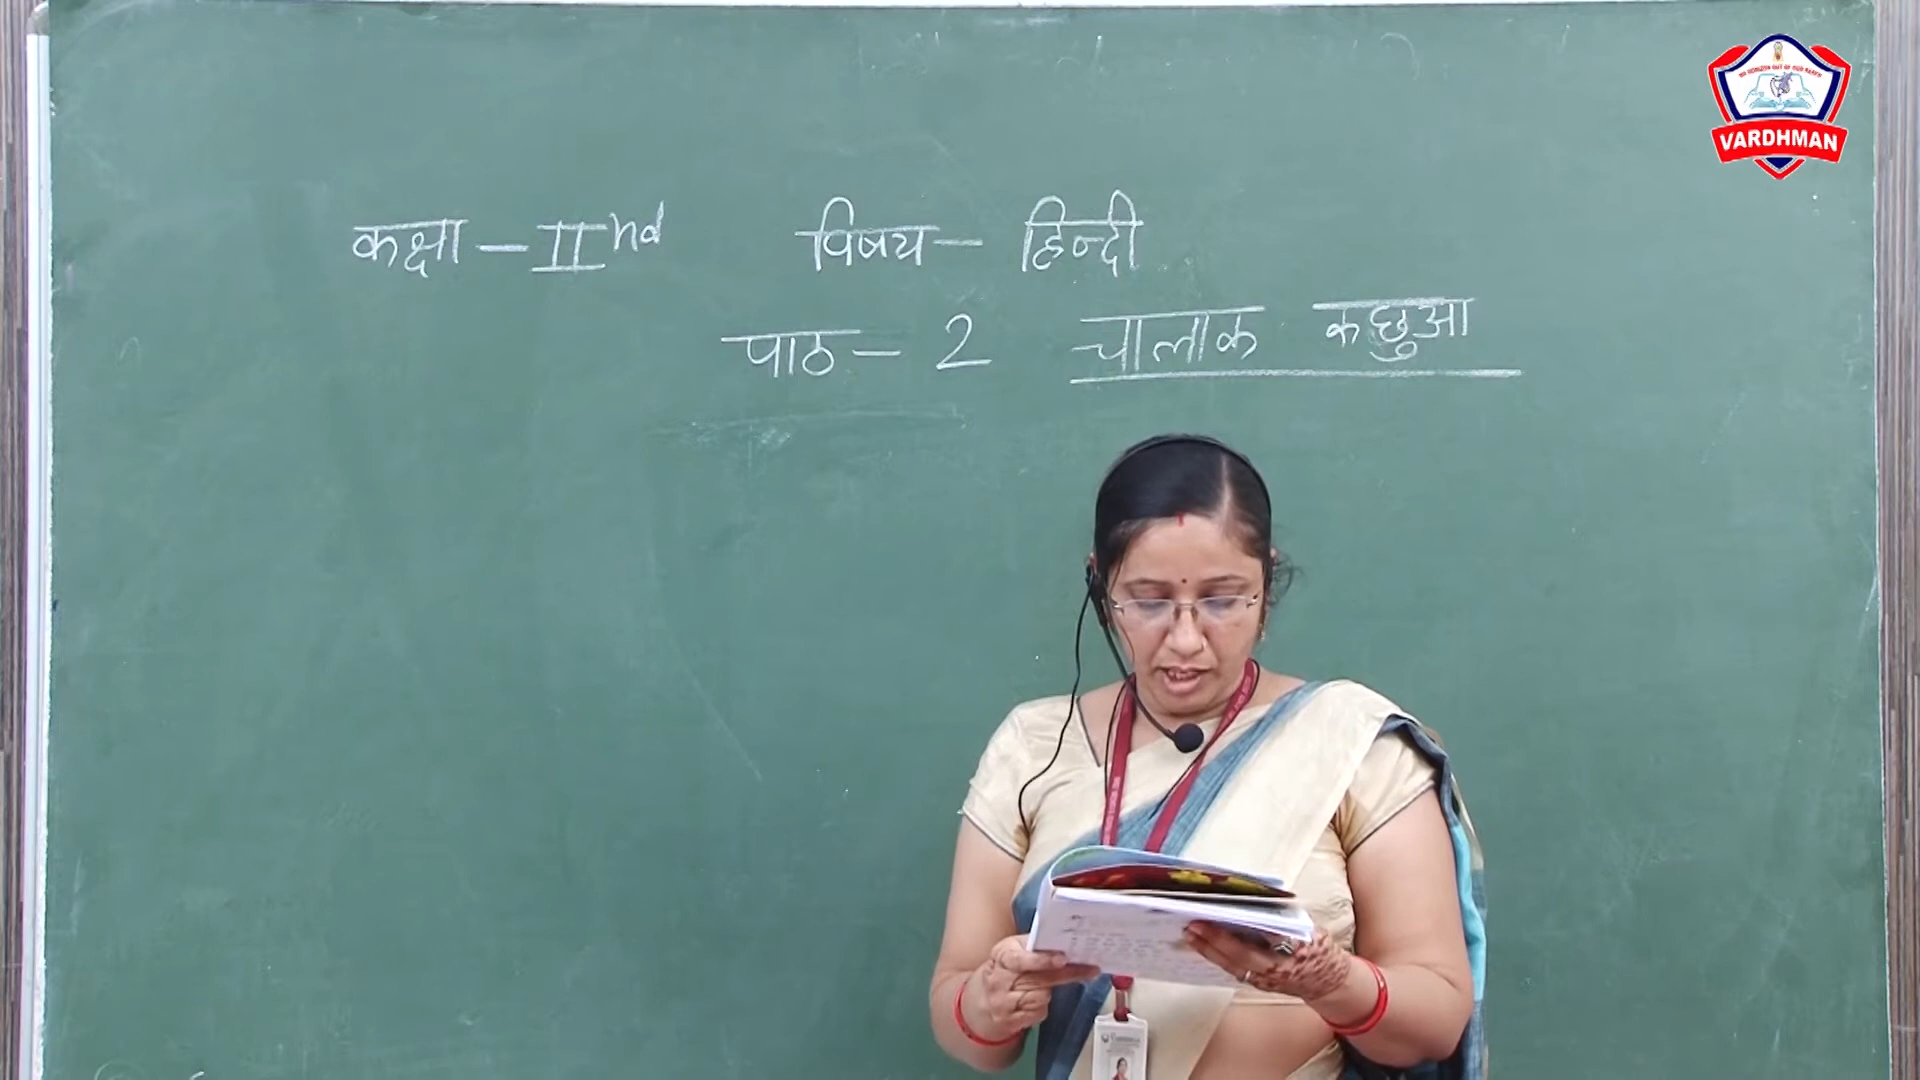 VARDHMAN
कक्षा – IInd विषय – हिन्दी
पाठ – 2 चालाक कछुआ